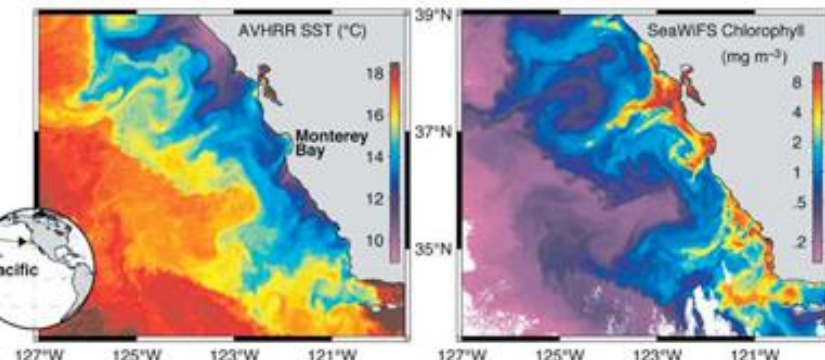 AVHRR SST (°C)
18
16
14
12
10
Monterey
Bay
acific
127°W
125°W
123°W
121°W
39°N
37°N
35°N
SeaWiFS Chlorophyll
(mg m⁻³)
8
4
2
1
.5
.2
127°W
125°W
123°W
121°W